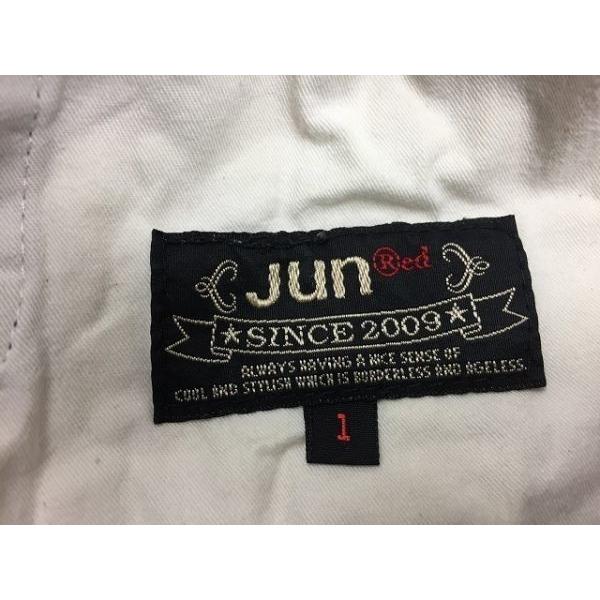 JUN Red
★SINCE 2009★
ALWAYS HAVING A NICE SENSE OF
COOL AND STYLISH WHICH IS BORDERLESS AND AGELESS.
1